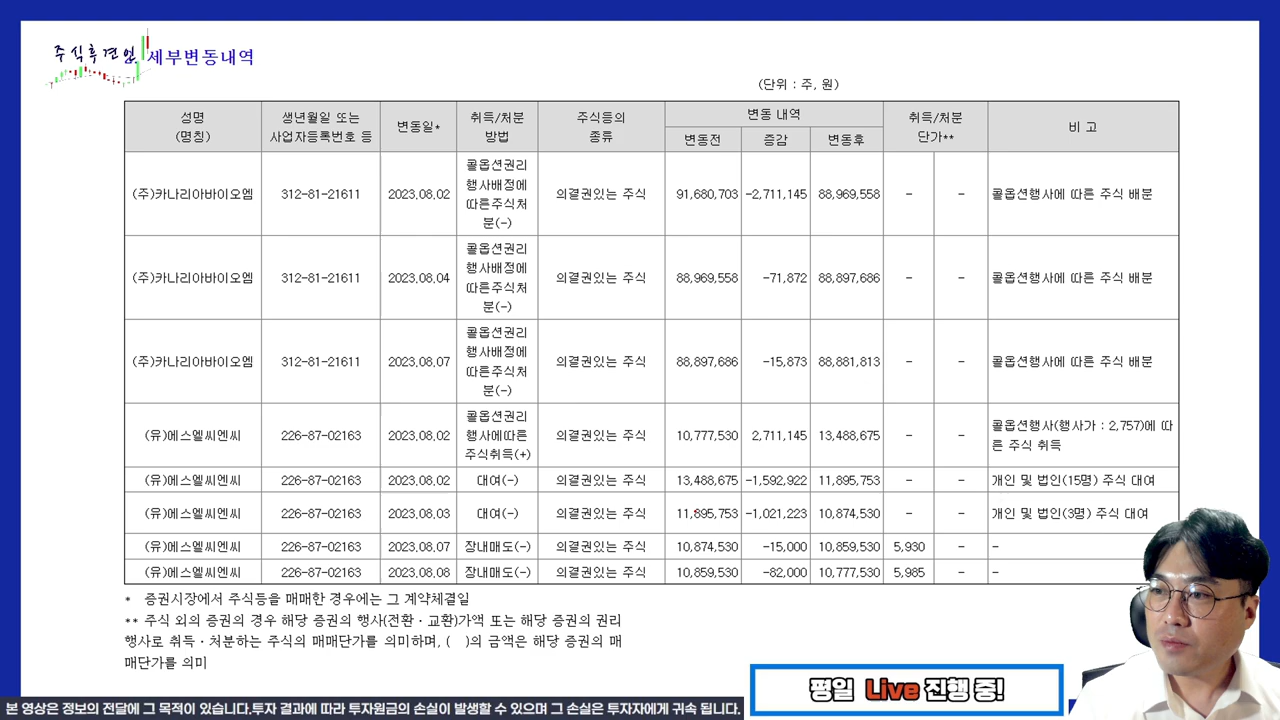 주식후견인 세부변동내역
(단위 : 주, 원)
성명 (명칭) 생년월일 또는 사업자등록번호 등 변동일* 취득/처분 방법 주식등의 종류 변동 내역 변동전 증감 변동후 취득/처분 단가** 비 고
(주)카나리아바이오엠 312-81-21611 2023.08.02 콜옵션권리행사배정에따른주식처분(-) 의결권있는 주식 91,680,703 -2,711,145 88,969,558 - - 콜옵션행사에 따른 주식 배분
(주)카나리아바이오엠 312-81-21611 2023.08.04 콜옵션권리행사배정에따른주식처분(-) 의결권있는 주식 88,969,558 -71,872 88,897,686 - - 콜옵션행사에 따른 주식 배분
(주)카나리아바이오엠 312-81-21611 2023.08.07 콜옵션권리행사배정에따른주식처분(-) 의결권있는 주식 88,897,686 -15,873 88,881,813 - - 콜옵션행사에 따른 주식 배분
(유)에스엘씨엔씨 226-87-02163 2023.08.02 콜옵션권리행사에따른주식취득(+) 의결권있는 주식 10,777,530 2,711,145 13,488,675 - - 콜옵션행사(행사가 : 2,757)에 따른 주식 취득
(유)에스엘씨엔씨 226-87-02163 2023.08.02 대여(-) 의결권있는 주식 13,488,675 -1,592,922 11,895,753 - - 개인 및 법인(15명) 주식 대여
(유)에스엘씨엔씨 226-87-02163 2023.08.03 대여(-) 의결권있는 주식 11,895,753 -1,021,223 10,874,530 - - 개인 및 법인(3명) 주식 대여
(유)에스엘씨엔씨 226-87-02163 2023.08.07 장내매도(-) 의결권있는 주식 10,874,530 -15,000 10,859,530 5,930 - -
(유)에스엘씨엔씨 226-87-02163 2023.08.08 장내매도(-) 의결권있는 주식 10,859,530 -82,000 10,777,530 5,985 - -
* 증권시장에서 주식등을 매매한 경우에는 그 계약체결일
** 주식 외의 증권의 경우 해당 증권의 행사(전환·교환)가액 또는 해당 증권의 권리
행사로 취득·처분하는 주식의 매매단가를 의미하며, ( )의 금액은 해당 증권의 매
매단가를 의미
평일 Live 진행 중!
본 영상은 정보의 전달에 그 목적이 있습니다.투자 결과에 따라 투자원금의 손실이 발생할 수 있으며 그 손실은 투자자에게 귀속 됩니다.